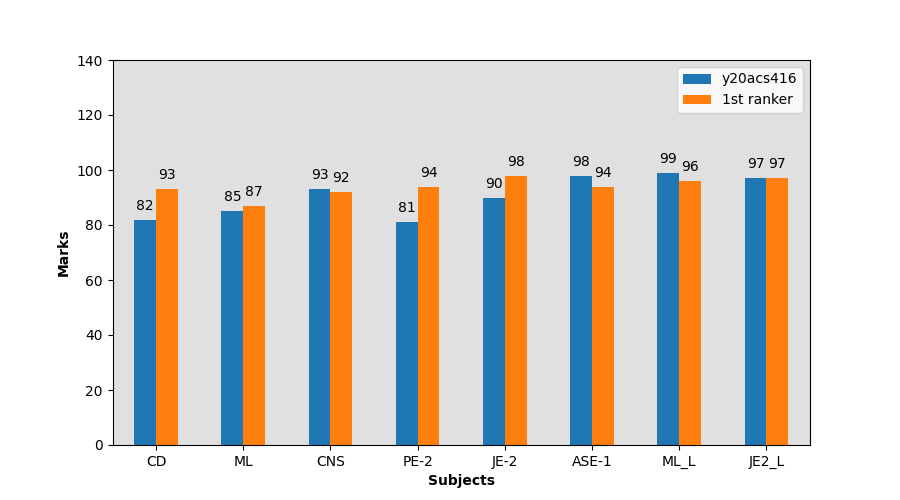 140
120
100
80
60
40
20
0
Marks
y20acs416
1st ranker
82 93 85 87 93 92 81 94 90 98 98 94 99 96 97 97
CD ML CNS PE-2 JE-2 ASE-1 ML_L JE2_L
Subjects